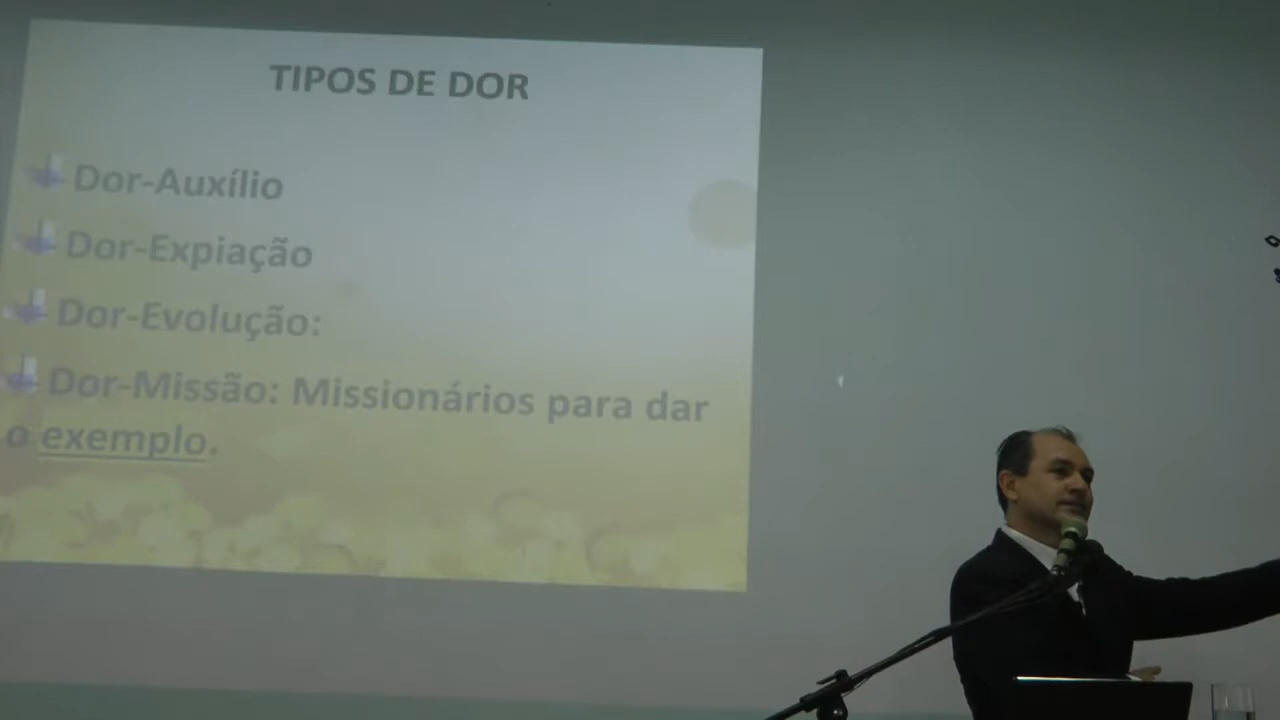 TIPOS DE DOR
Dor-Auxílio
Dor-Expiação
Dor-Evolução:
Dor-Missão: Missionários para dar
o exemplo.